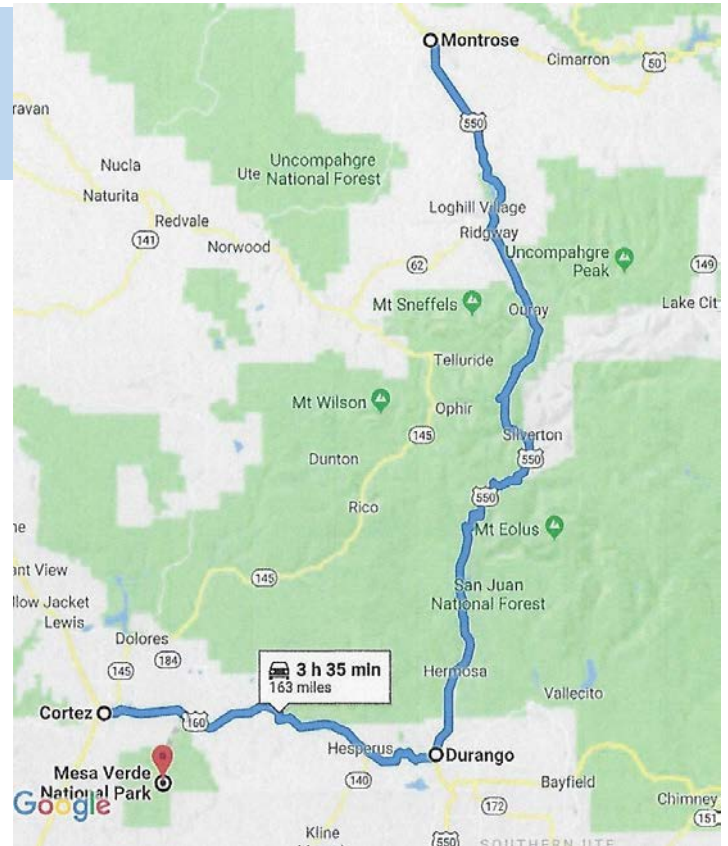 Montrose
Cimarron
50
ravan
550
Nucla
Ute
Uncompahgre
National Forest
Naturita
Redvale
Loghill Village
Ridgway
141
Norwood
62
Uncompahgre
Peak
149
Mt Sneffels
Ouray
Lake City
Telluride
Mt Wilson
Ophir
145
Silverton
Dunton
550
550
Rico
Mt Eolus
ne
ant View
145
San Juan
National Forest
llow Jacket
Lewis
Dolores
145
184
3 h 35 min
163 miles
Hermosa
Vallecito
Cortez
160
Hesperus
Durango
Mesa Verde
National Park
140
Bayfield
Google
172
Chimney
151
Kline
550
SOUTHERN UTE